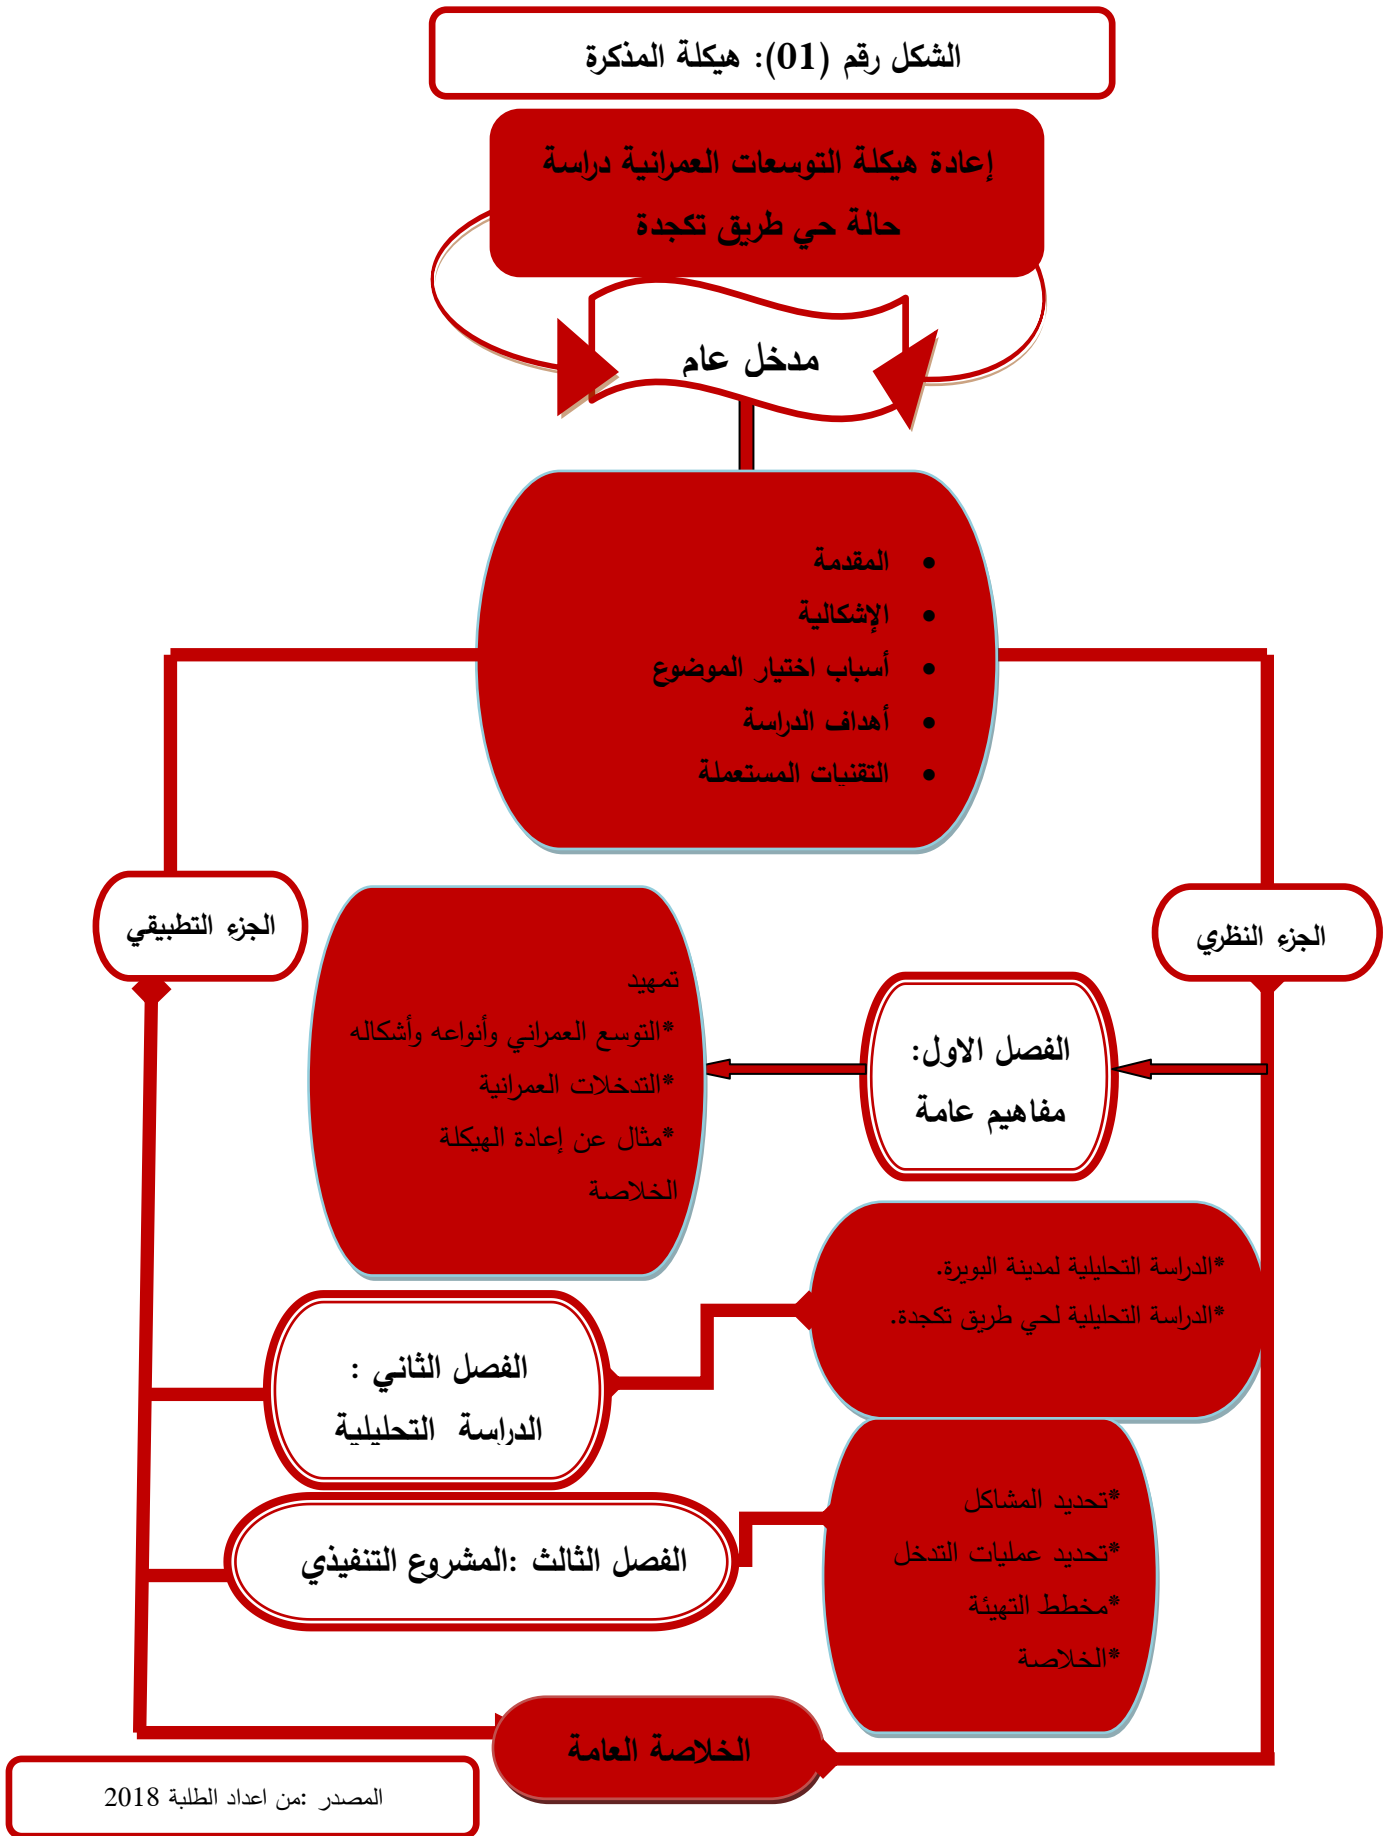 الشكل رقم (01): هيكلة المذكرة
إعادة هيكلة التوسعات العمرانية دراسة
حالة حي طريق تكجدة
مدخل عام
• المقدمة
• الإشكالية
• أسباب اختيار الموضوع
• أهداف الدراسة
• التقنيات المستعملة
الجزء النظري
الجزء التطبيقي
الفصل الاول:
مفاهيم عامة
تمهيد
*التوسع العمراني وأنواعه وأشكاله
*التدخلات العمرانية
*مثال عن إعادة الهيكلة
الخلاصة
الفصل الثاني :
الدراسة التحليلية
*الدراسة التحليلية لمدينة البويرة.
*الدراسة التحليلية لحي طريق تكجدة.
الفصل الثالث :المشروع التنفيذي
*تحديد المشاكل
*تحديد عمليات التدخل
*مخطط التهيئة
*الخلاصة
الخلاصة العامة
المصدر :من اعداد الطلبة 2018